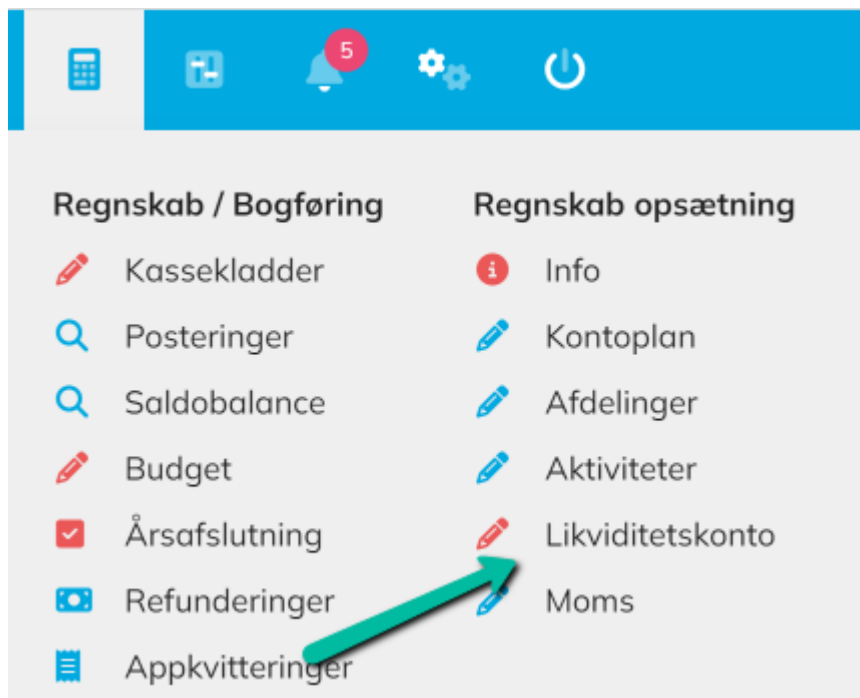 5
Regnskab / Bogføring
Kassekladder
Posteringer
Saldobalance
Budget
Årsafslutning
Refunderinger
Appkvitteringer
Regnskab opsætning
Info
Kontoplan
Afdelinger
Aktiviteter
Likviditetskonto
Moms